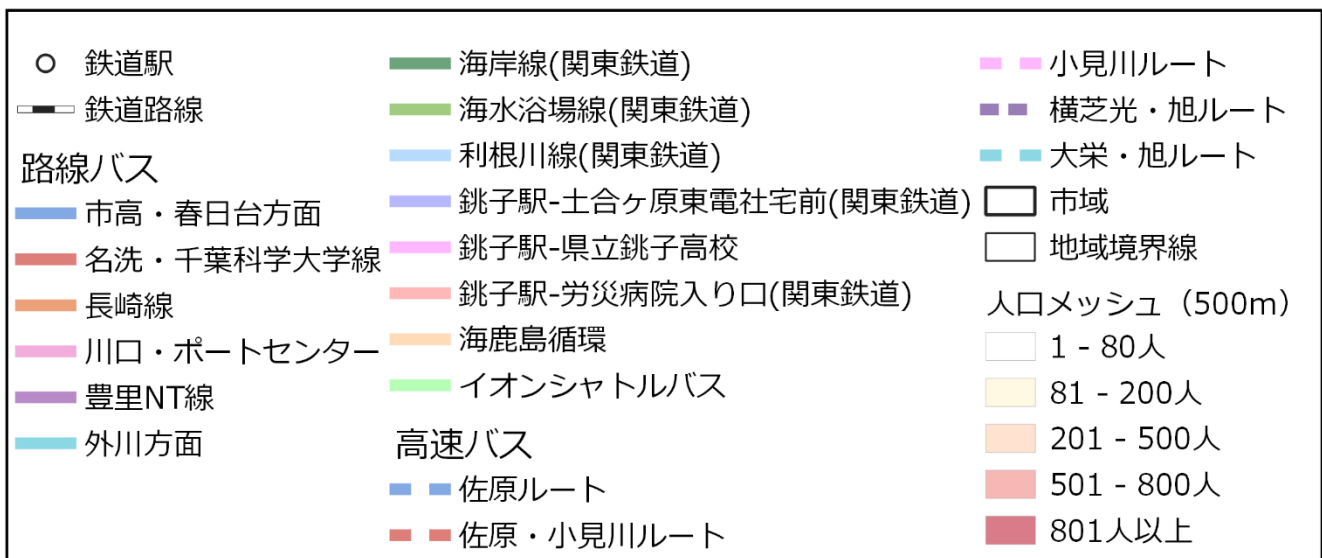 鉄道駅
鉄道路線
路線バス
市高・春日台方面
名洗・千葉科学大学線
長崎線
川口・ポートセンター
豊里NT線
外川方面
海岸線(関東鉄道)
海水浴場線(関東鉄道)
利根川線(関東鉄道)
銚子駅-土合ヶ原東電社宅前(関東鉄道)
銚子駅-県立銚子高校
銚子駅-労災病院入り口(関東鉄道)
海鹿島循環
イオンシャトルバス
高速バス
佐原ルート
佐原・小見川ルート
小見川ルート
横芝光・旭ルート
大栄・旭ルート
市域
地域境界線
人口メッシュ（500m）
1 - 80人
81 - 200人
201 - 500人
501 - 800人
801人以上